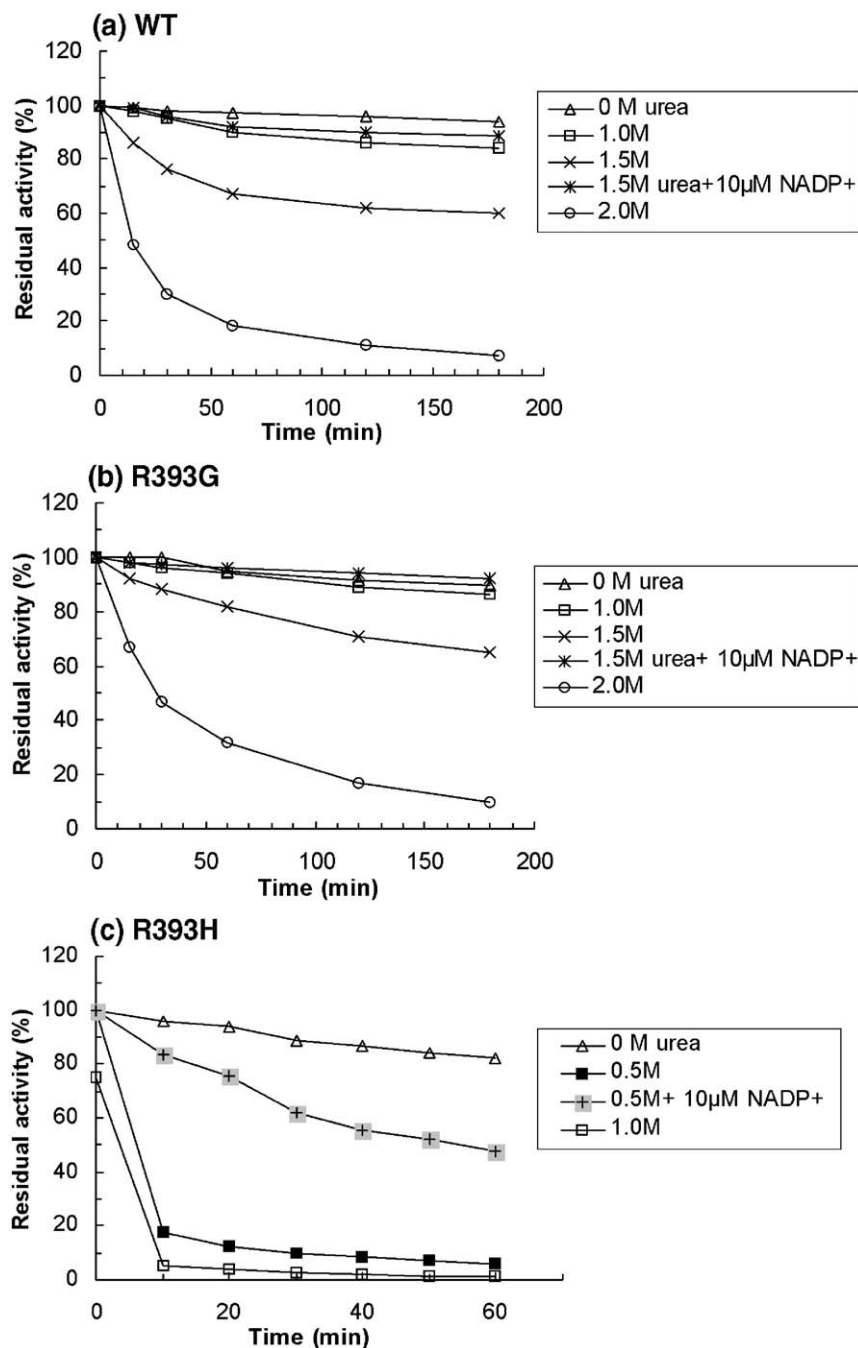 (a) WT
120
100
80
60
40
20
0
Residual activity (%)
0 50 100 150 200
Time (min)
0 M urea
1.0M
1.5M
1.5M urea+10µM NADP+
2.0M
(b) R393G
120
100
80
60
40
20
0
Residual activity (%)
0 50 100 150 200
Time (min)
0 M urea
1.0M
1.5M
1.5M urea+ 10µM NADP+
2.0M
(c) R393H
120
100
80
60
40
20
0
Residual activity (%)
0 20 40 60
Time (min)
0 M urea
0.5M
0.5M+ 10µM NADP+
1.0M